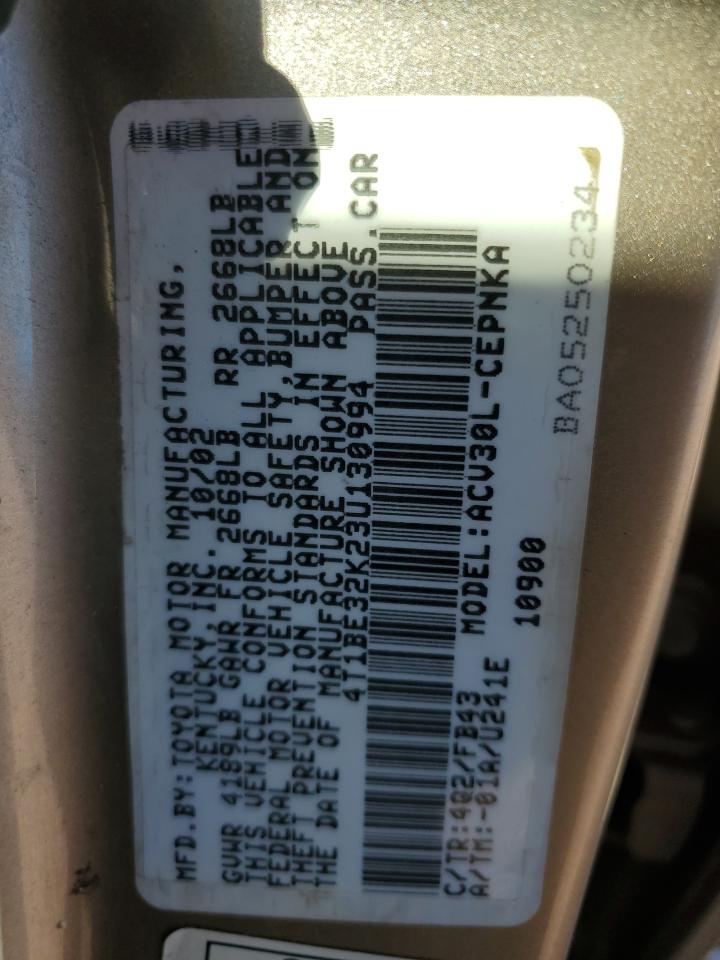 MFD.BY:TOYOTA MOTOR MANUFACTURING,
KENTUCKY,INC. 10/02
GVWR 4189LB GAWR FR 2668LB RR 2668LB
THIS VEHICLE CONFORMS TO ALL APPLICABLE
FEDERAL MOTOR VEHICLE SAFETY,BUMPER AND
THEFT PREVENTION STANDARDS IN EFFECT ON
THE DATE OF MANUFACTURE SHOWN ABOVE
4T1BE32K23U130994 PASS.CAR
MODEL:ACV30L-CEPNKA
C/TR:4Q2/FB43
A/TM:-01A/U241E 10900
BA05250234